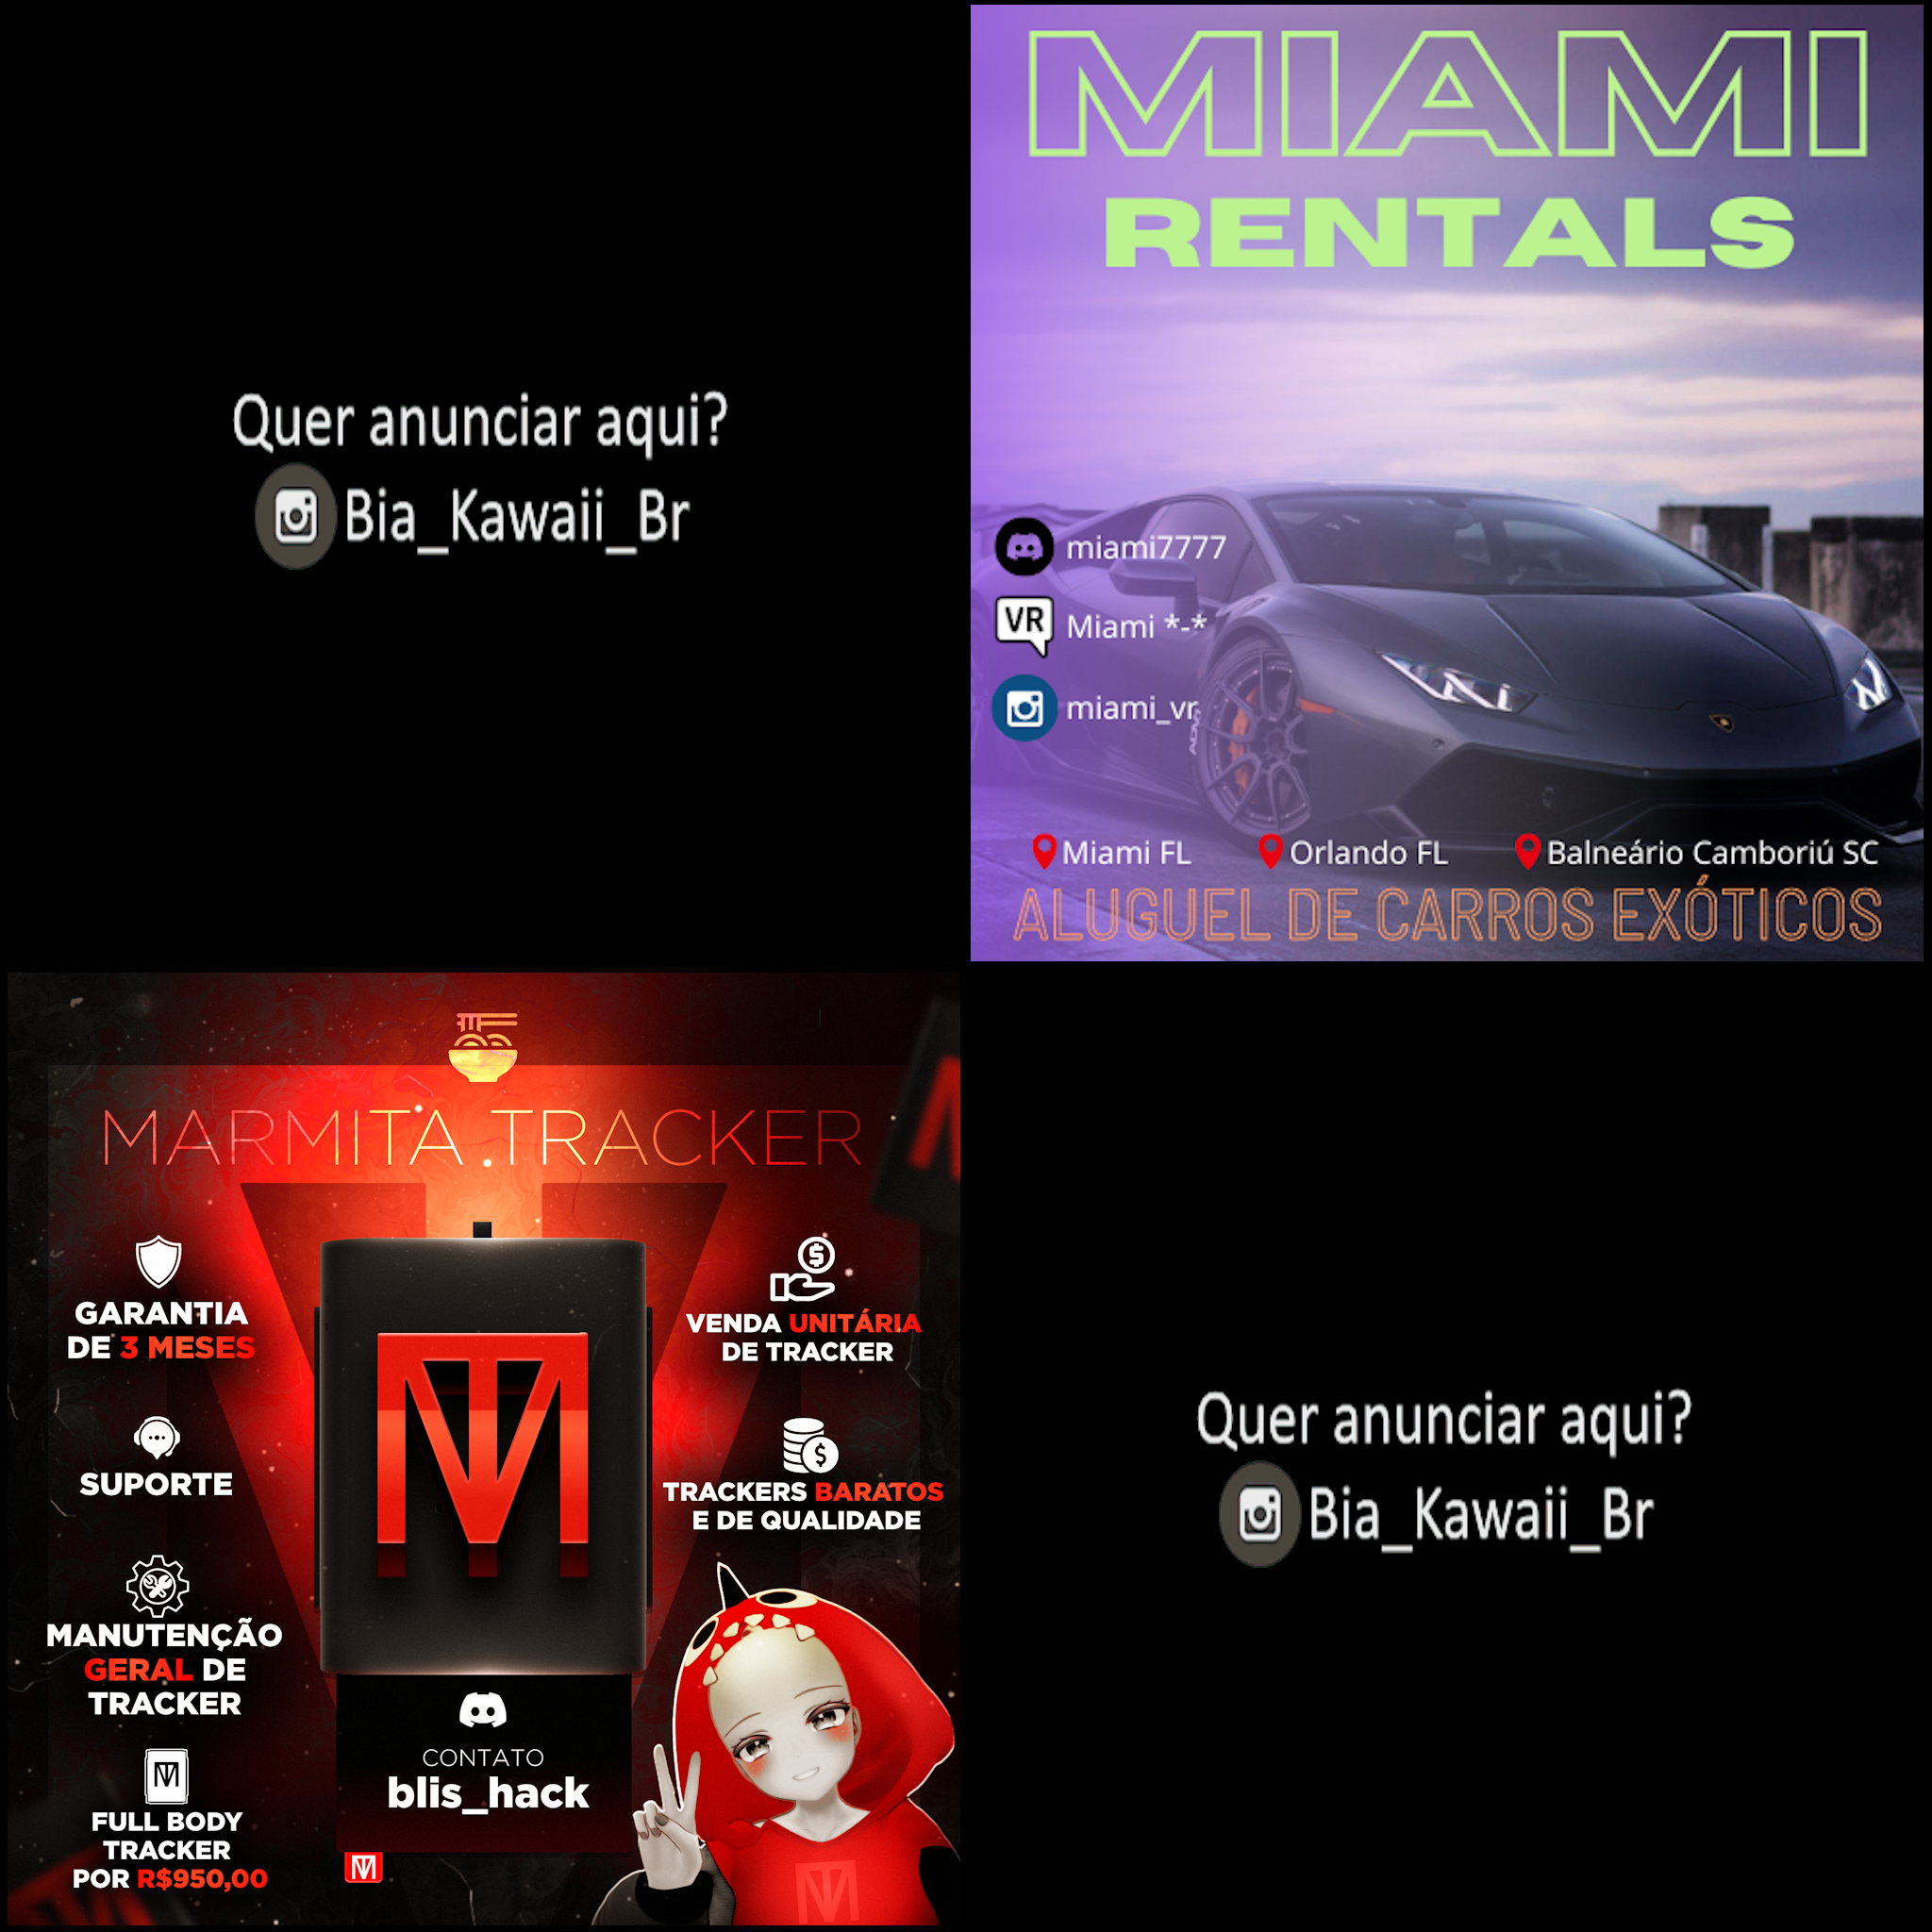 Quer anunciar aqui?
Bia_Kawaii_Br
MIAMI
RENTALS
miami7777
VR
Miami *-*
miami_vr
Miami FL
Orlando FL
Balneário Camboriú SC
ALUGUEL DE CARROS EXÓTICOS
MARMITA TRACKER
GARANTIA
DE 3 MESES
SUPORTE
MANUTENÇÃO
GERAL DE
TRACKER
FULL BODY
TRACKER
POR R$950,00
VENDA UNITÁRIA
DE TRACKER
TRACKERS BARATOS
E DE QUALIDADE
CONTATO
blis_hack
Quer anunciar aqui?
Bia_Kawaii_Br